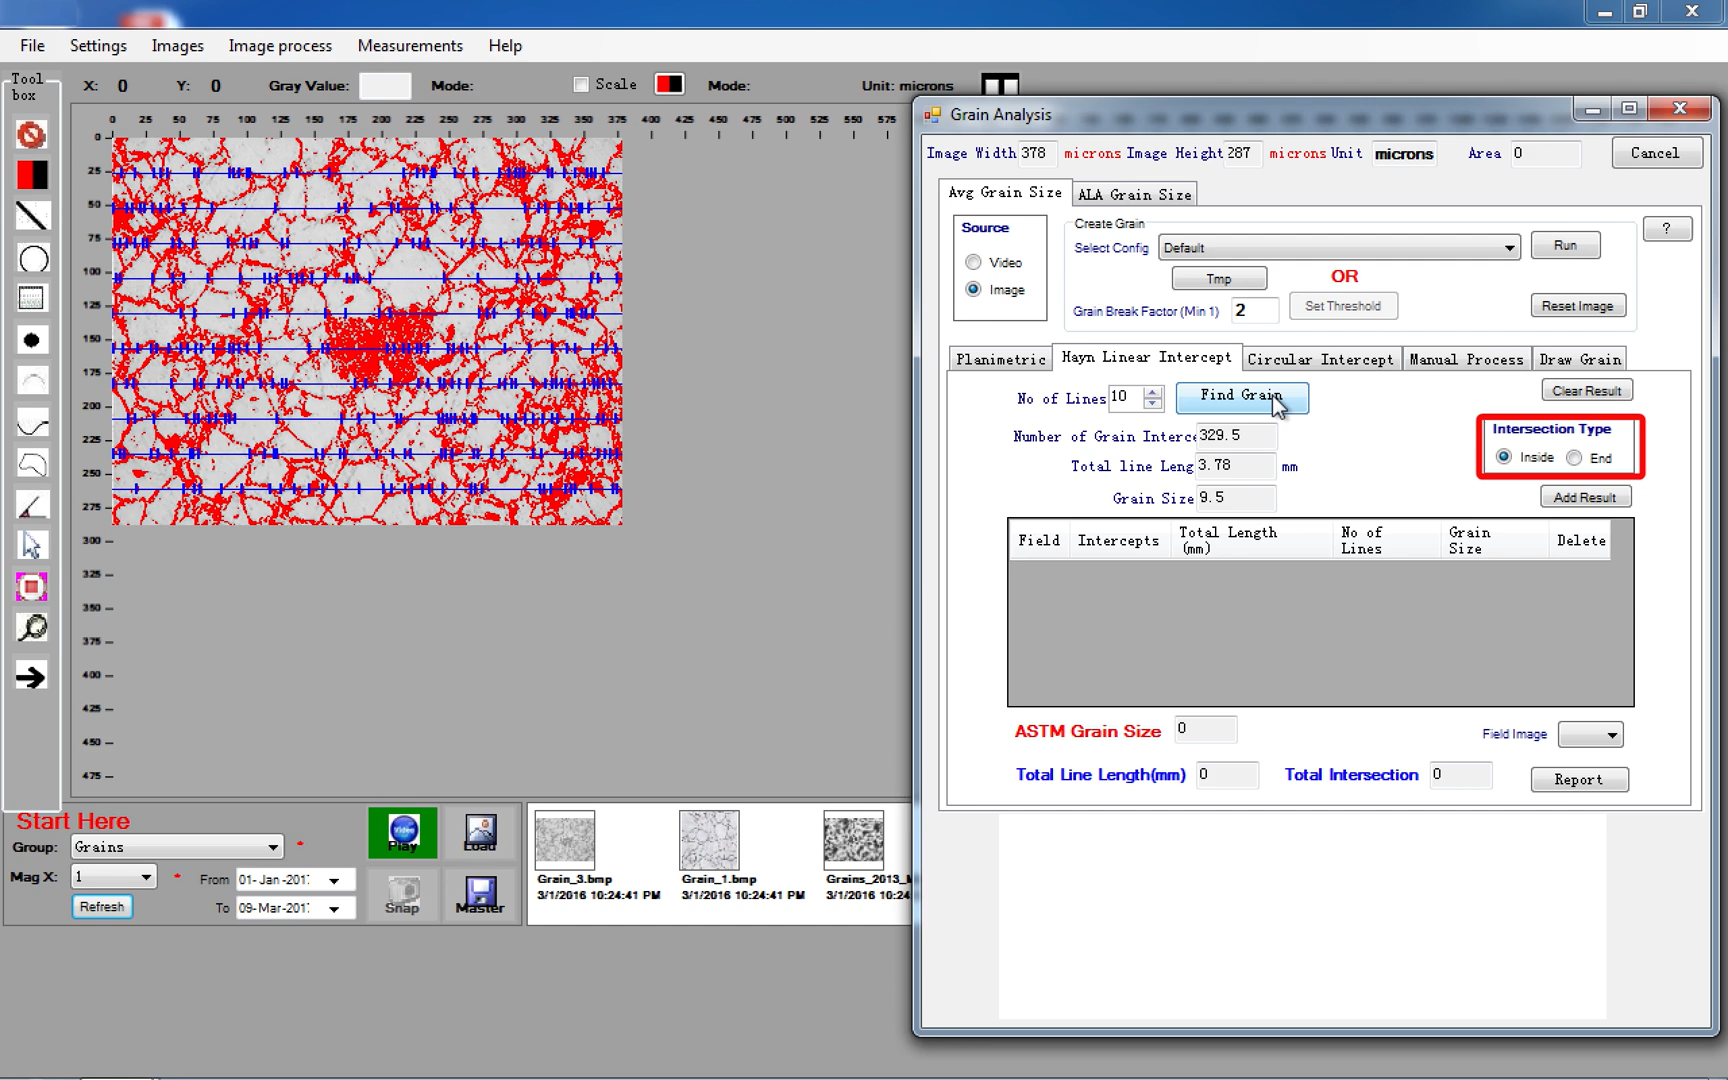 File Settings Images Image process Measurements Help
Tool
box
X: 0 Y: 0 Gray Value: Mode: Scale Mode: Unit: microns
0 25 50 75 100 125 150 175 200 225 250 275 300 325 350 375 400 425 450 475 500 525 550 575
0
25
50
75
100
125
150
175
200
225
250
275
300
325
350
375
400
425
450
475
Grain Analysis
Image Width 378 microns Image Height 287 microns Unit microns Area 0 Cancel
Avg Grain Size ALA Grain Size
Source
Video
Image
Create Grain
Select Config Default Run
Tmp OR
Grain Break Factor (Min 1) 2 Set Threshold Reset Image
?
Planimetric Hayn Linear Intercept Circular Intercept Manual Process Draw Grain
No of Lines 10 Find Grain Clear Result
Number of Grain Interce 329.5
Total line Leng 3.78 mm
Grain Size 9.5
Intersection Type
Inside End
Add Result
Field Intercepts Total Length (mm) No of Lines Grain Size Delete
ASTM Grain Size 0 Field Image
Total Line Length(mm) 0 Total Intersection 0 Report
Start Here
Group: Grains *
Mag X: 1 * From 01-Jan-201
Refresh To 09-Mar-201
Play Load
Snap Master
Grain_3.bmp
3/1/2016 10:24:41 PM
Grain_1.bmp
3/1/2016 10:24:41 PM
Grains_2013_
3/1/2016 10:24